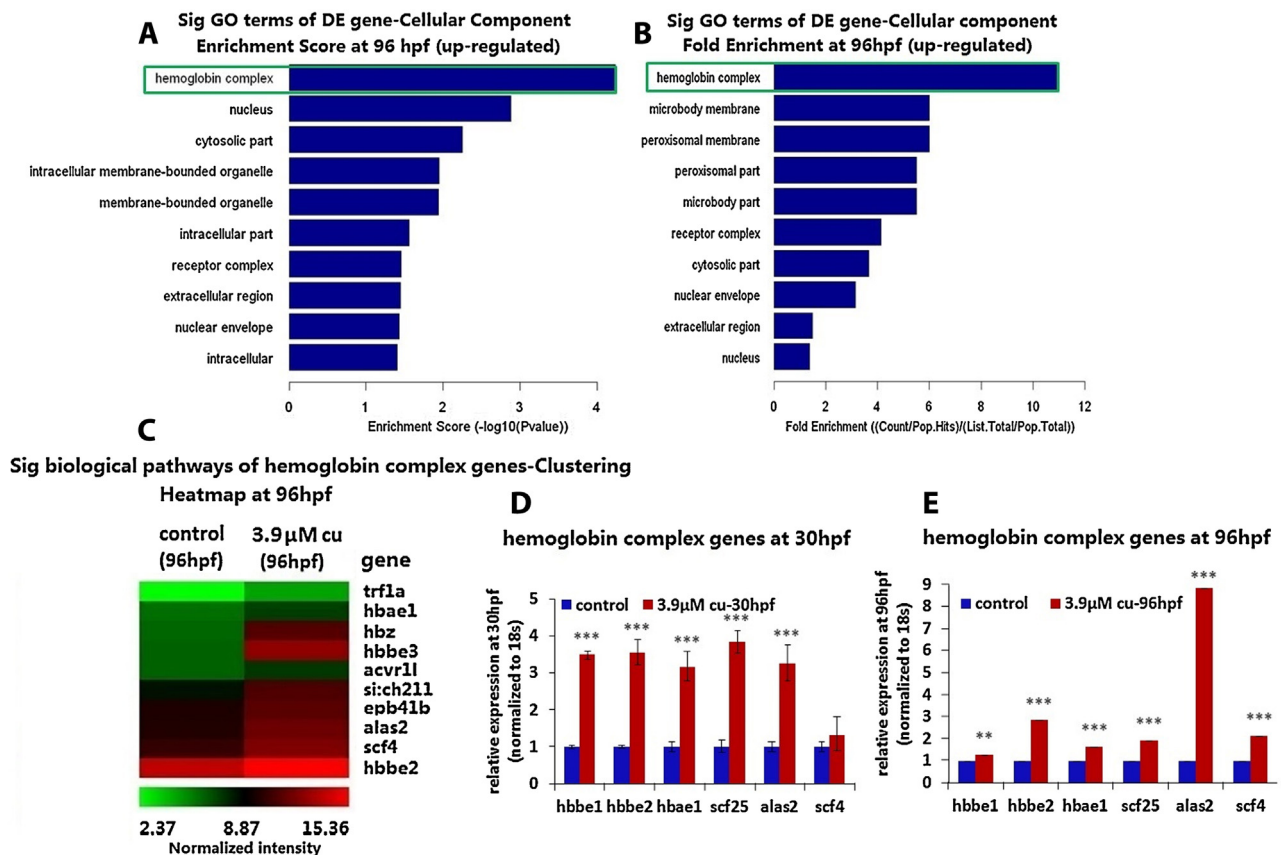 A
Sig GO terms of DE gene-Cellular Component
Enrichment Score at 96 hpf (up-regulated)
hemoglobin complex
nucleus
cytosolic part
intracellular membrane-bounded organelle
membrane-bounded organelle
intracellular part
receptor complex
extracellular region
nuclear envelope
intracellular
0 1 2 3 4
Enrichment Score (-log10(Pvalue))
B
Sig GO terms of DE gene-Cellular component
Fold Enrichment at 96hpf (up-regulated)
hemoglobin complex
microbody membrane
peroxisomal membrane
peroxisomal part
microbody part
receptor complex
cytosolic part
nuclear envelope
extracellular region
nucleus
0 2 4 6 8 10 12
Fold Enrichment ((Count/Pop.Hits)/(List.Total/Pop.Total))
C
Sig biological pathways of hemoglobin complex genes-Clustering
Heatmap at 96hpf
control 3.9μM cu
(96hpf) (96hpf) gene
trf1a
hbae1
hbz
hbbe3
acvr1l
si:ch211
epb41b
alas2
scf4
hbbe2
2.37 8.87 15.36
Normalized intensity
D
hemoglobin complex genes at 30hpf
relative expression at 30hpf
(normalized to 18s)
control 3.9μM cu-30hpf
5
4
3
2
1
0
*** *** *** *** ***
hbbe1 hbbe2 hbae1 scf25 alas2 scf4
E
hemoglobin complex genes at 96hpf
relative expression at 96hpf
(normalized to 18s)
control 3.9μM cu-96hpf
9
8
7
6
5
4
3
2
1
0
** *** *** *** *** ***
hbbe1 hbbe2 hbae1 scf25 alas2 scf4